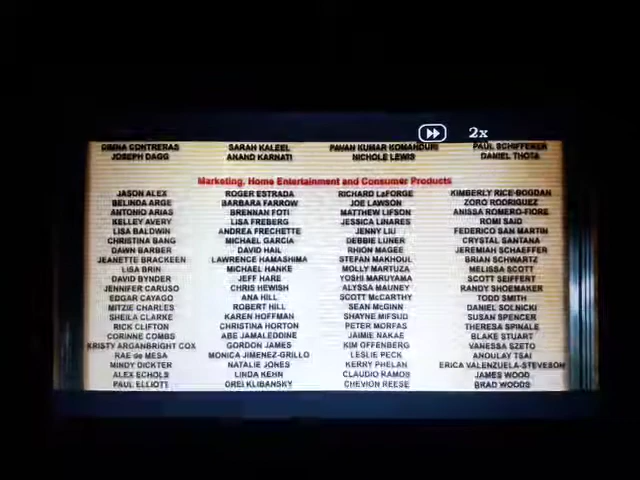 2x
DIMNA CONTRERAS SARAH KALEEL PAVAN KUMAR KOMANDURI PAUL SCHIFFEKER
JOSEPH DAGG ANAND KARNATI NICHOLE LEWIS DANIEL THOTA
Marketing, Home Entertainment and Consumer Products
JASON ALEX ROGER ESTRADA RICHARD LaFORGE KIMBERLY RICE-BOGDAN
BELINDA ARGE BARBARA FARROW JOE LAWSON ZORO RODRIGUEZ
ANTONIO ARIAS BRENNAN FOTI MATTHEW LIFSON ANISSA ROMERO-FIORE
KELLEY AVERY LISA FREBERG JESSICA LINARES ROMI SAID
LISA BALDWIN ANDREA FRECHETTE JENNY LIU FEDERICO SAN MARTIN
CHRISTINA BANG MICHAEL GARCIA DEBBIE LUNER CRYSTAL SANTANA
DAWN BARBER DAVID HAIL RHION MAGEE JEREMIAH SCHAEFFER
JEANETTE BRACKEEN LAWRENCE HAMASHIMA STEFAN MAKHOUL BRIAN SCHWARTZ
LISA BRIN MICHAEL HANKE MOLLY MARTUZA MELISSA SCOTT
DAVID BYNDER JEFF HARE YOSHI MARUYAMA SCOTT SEIFFERT
JENNIFER CARUSO CHRIS HEWISH ALYSSA MAUNEY RANDY SHOEMAKER
EDGAR CAYAGO ANA HILL SCOTT McCARTHY TODD SMITH
MITZIE CHARLES ROBERT HILL SEAN McGINN DANIEL SOLNICKI
SHEILA CLARKE KAREN HOFFMAN SHAYNE MIFSUD SUSAN SPENCER
RICK CLIFTON CHRISTINA HORTON PETER MORFAS THERESA SPINALE
CORINNE COMBS ABE JAMALEDDINE JAIMIE NAKAE BLAKE STUART
KRISTY ARGANBRIGHT COX GORDON JAMES KIM OFFENBERG VANESSA SZETO
RAE de MESA MONICA JIMENEZ-GRILLO LESLIE PECK ANOULAY TSAI
MINDY DICKTER NATALIE JONES KERRY PHELAN ERICA VALENZUELA-STEVESON
ALEX ECHOLS LINDA KEHN CLAUDIO RAMOS JAMES WOOD
PAUL ELLIOTT OREI KLIBANSKY CHEVION REESE BRAD WOODS